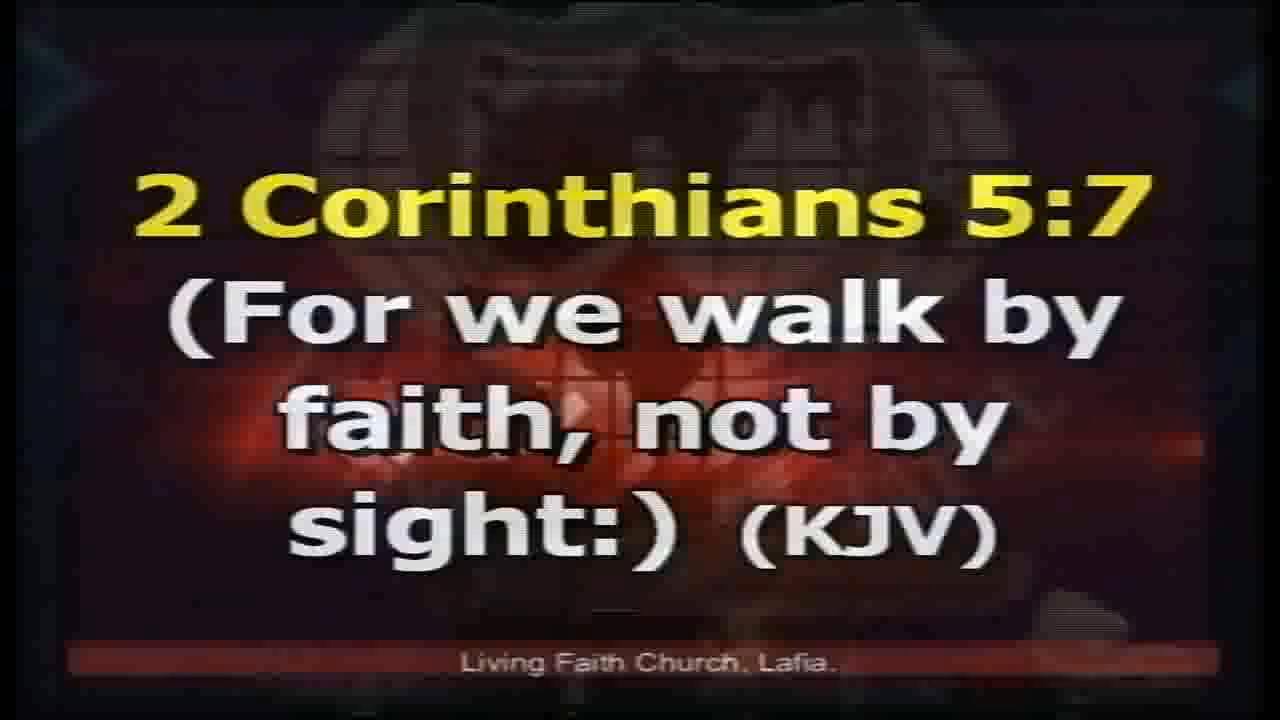 2 Corinthians 5:7
(For we walk by
faith, not by
sight:) (KJV)
Living Faith Church, Lafia.